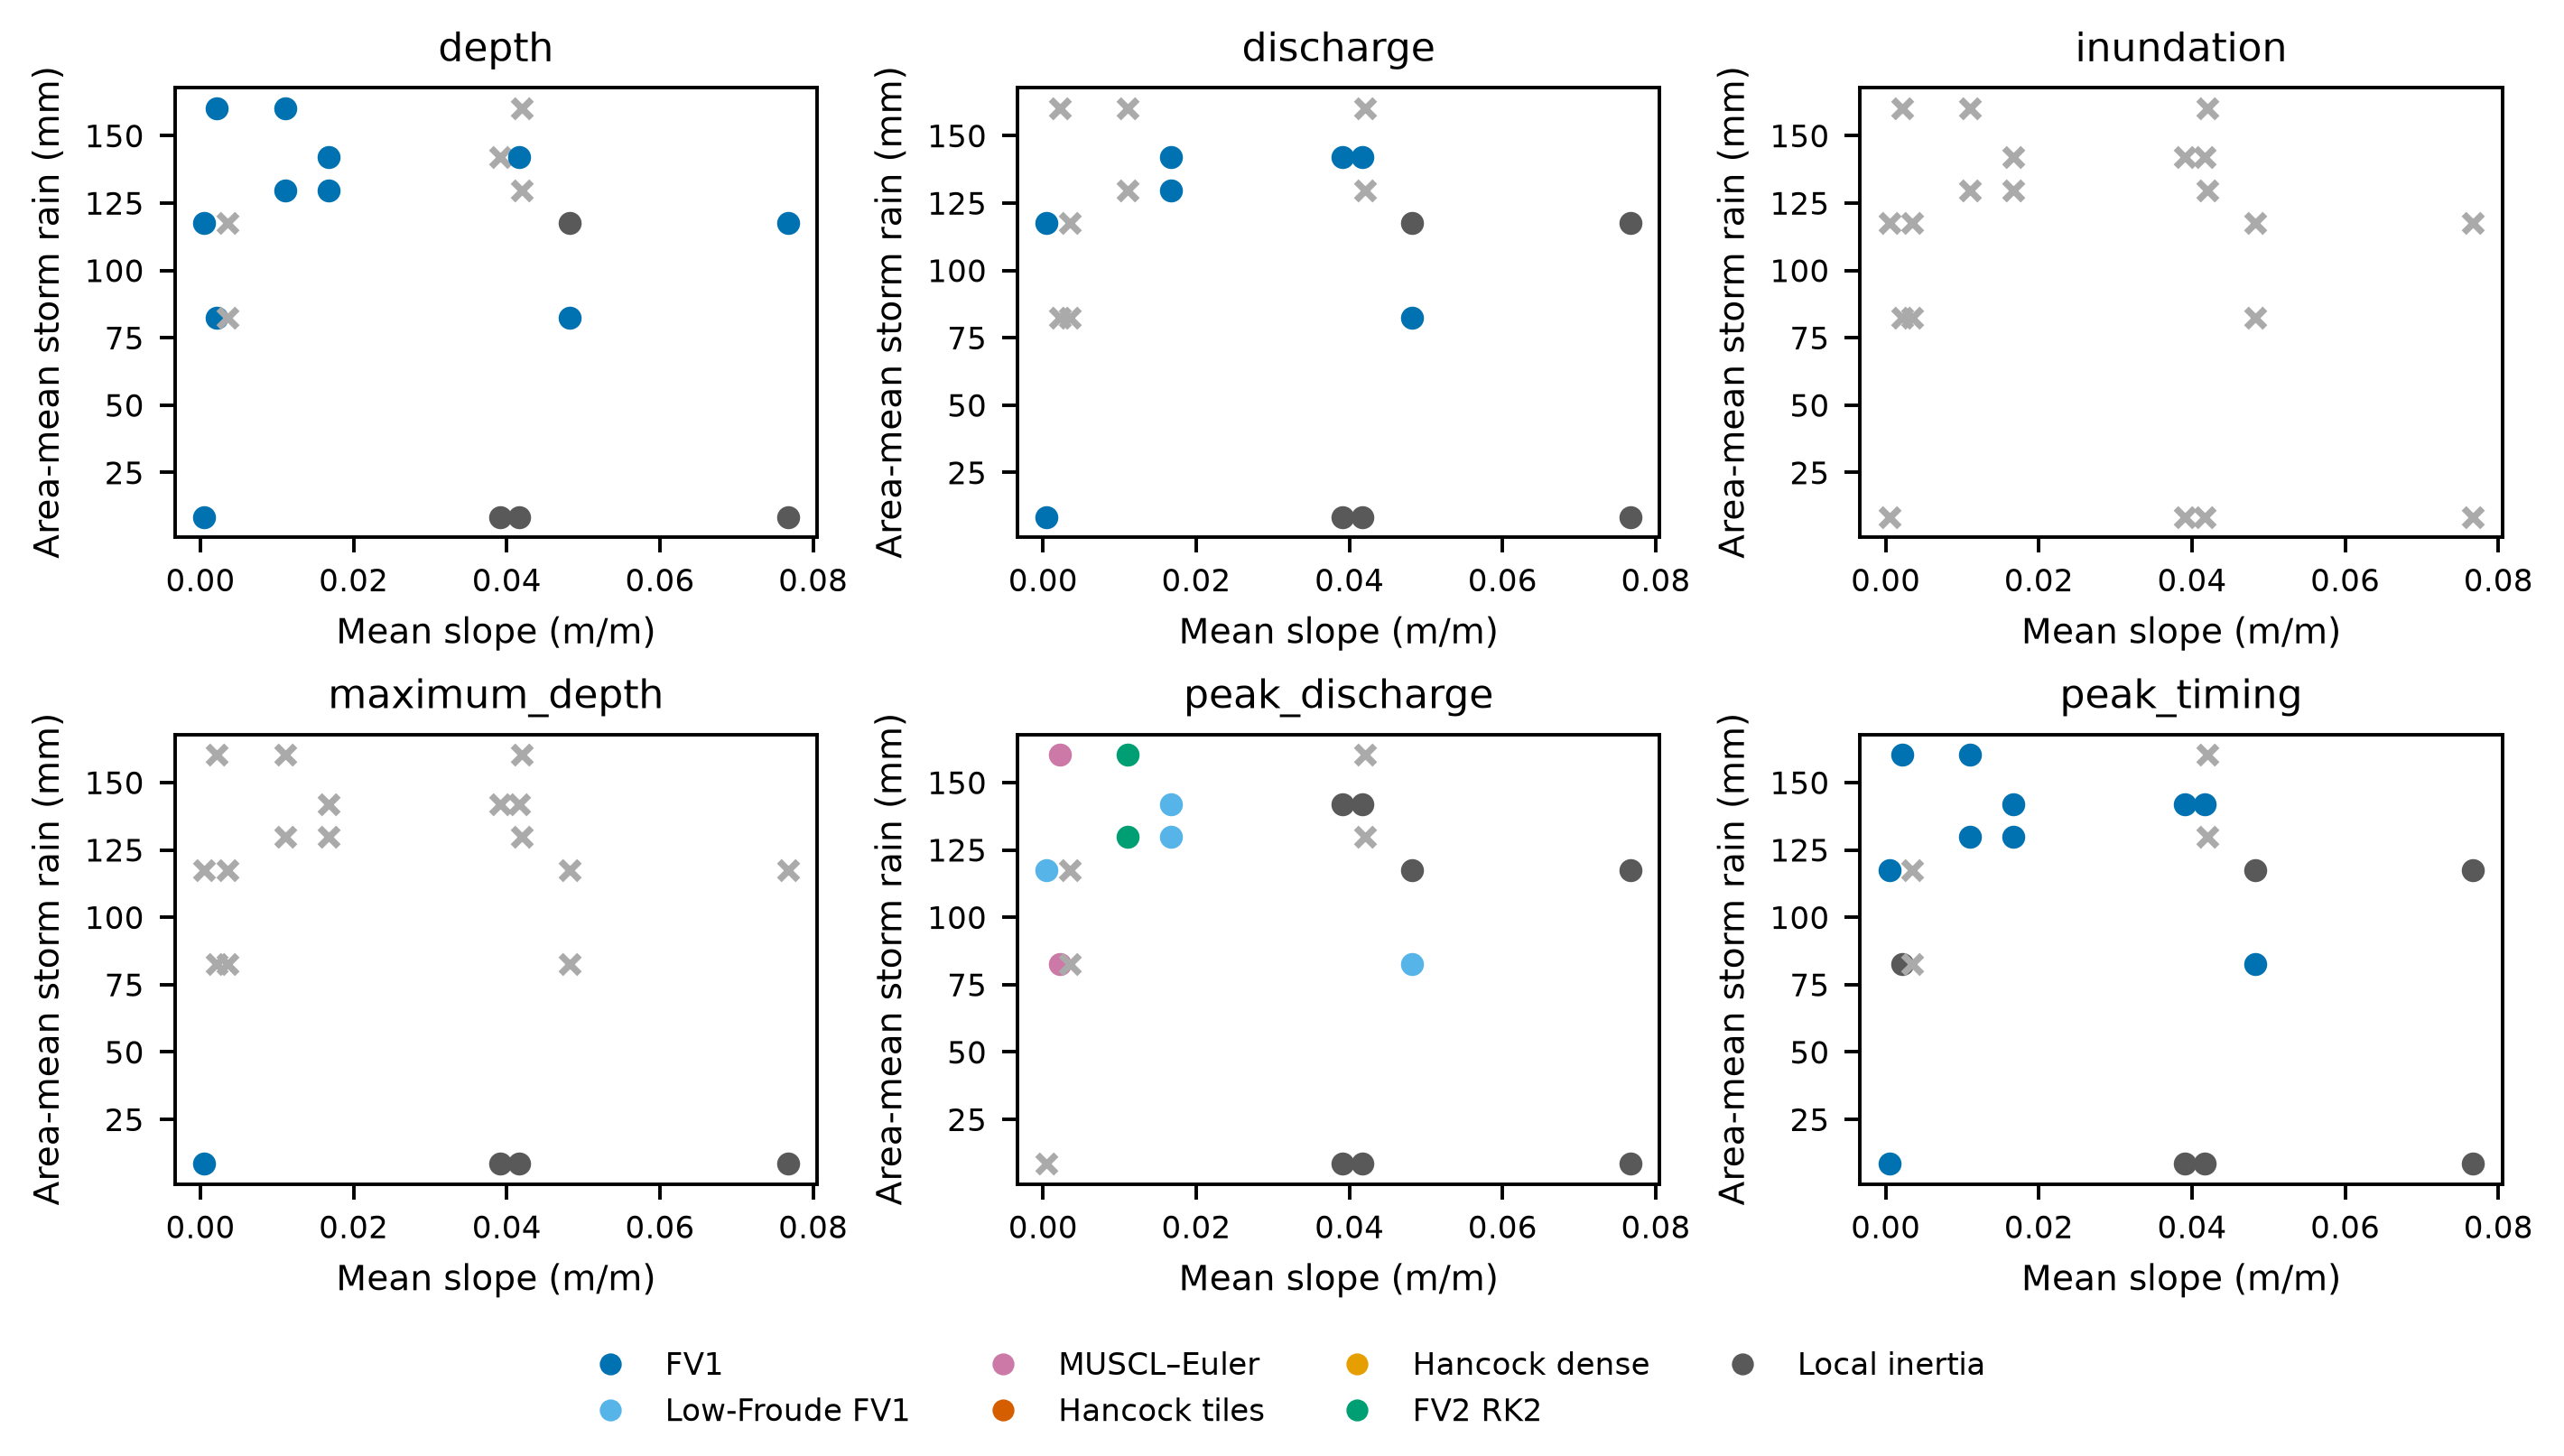 depth
discharge
inundation
Area-mean storm rain (mm)
150
125
100
75
50
25
0.00 0.02 0.04 0.06 0.08
Mean slope (m/m)
Area-mean storm rain (mm)
150
125
100
75
50
25
0.00 0.02 0.04 0.06 0.08
Mean slope (m/m)
Area-mean storm rain (mm)
150
125
100
75
50
25
0.00 0.02 0.04 0.06 0.08
Mean slope (m/m)
maximum_depth
peak_discharge
peak_timing
Area-mean storm rain (mm)
150
125
100
75
50
25
0.00 0.02 0.04 0.06 0.08
Mean slope (m/m)
Area-mean storm rain (mm)
150
125
100
75
50
25
0.00 0.02 0.04 0.06 0.08
Mean slope (m/m)
Area-mean storm rain (mm)
150
125
100
75
50
25
0.00 0.02 0.04 0.06 0.08
Mean slope (m/m)
FV1
Low-Froude FV1
MUSCL–Euler
Hancock tiles
Hancock dense
FV2 RK2
Local inertia